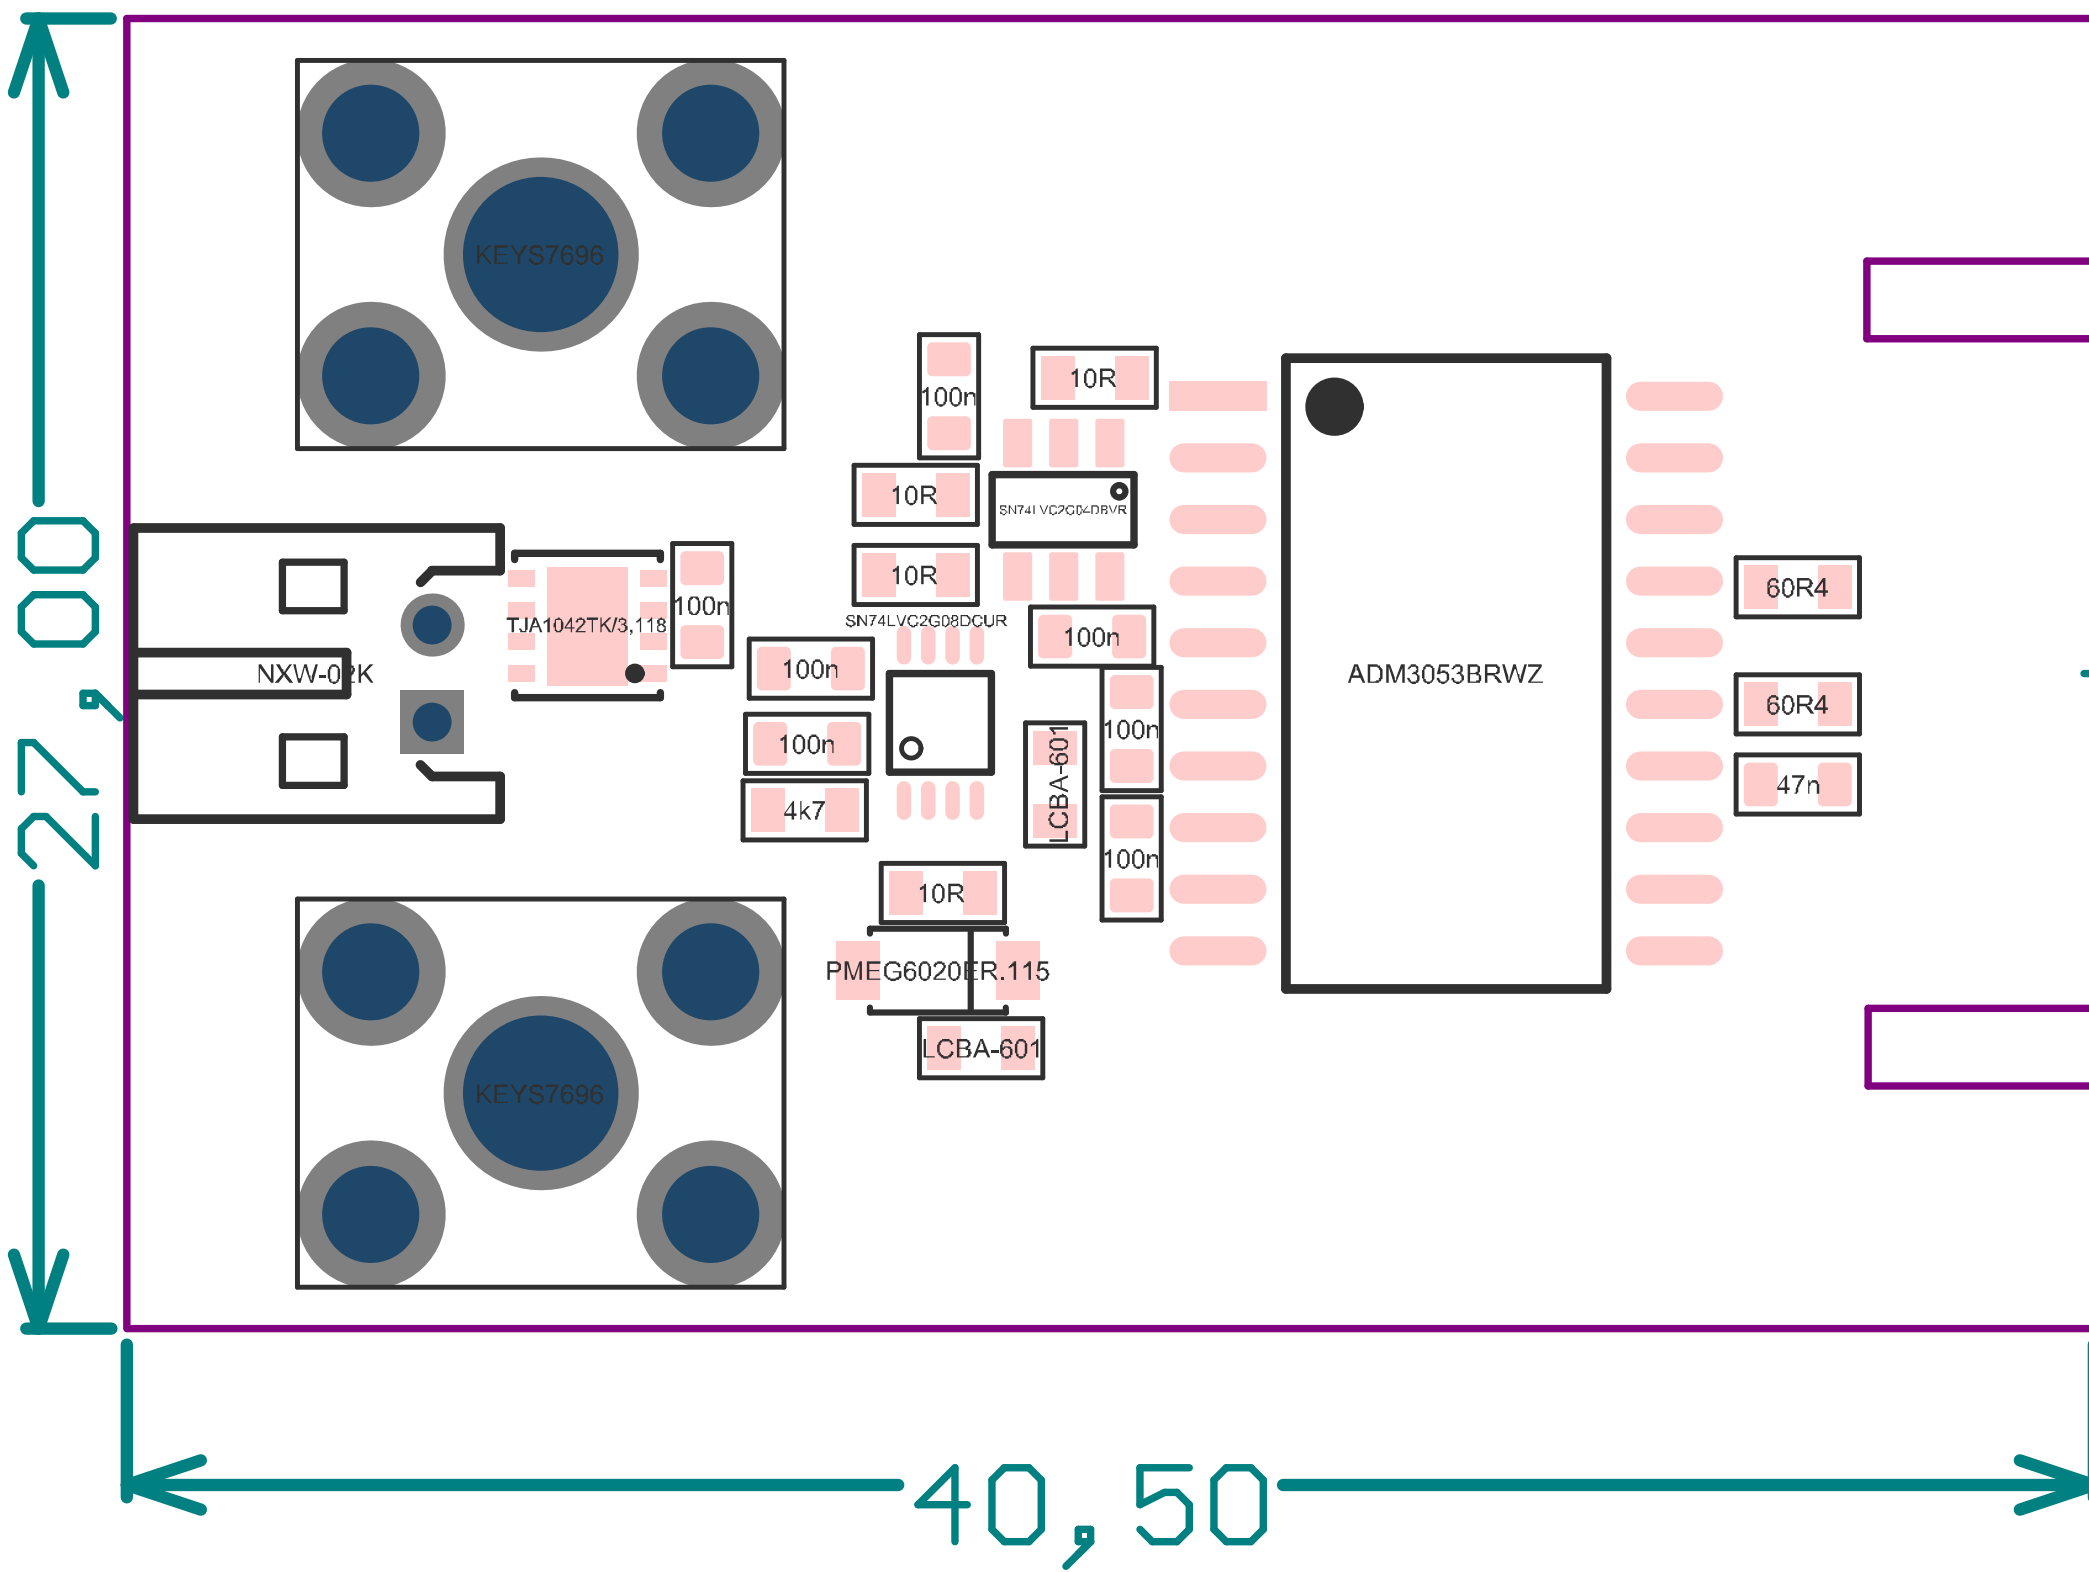 KEYS7696
100n
10R
10R
SN74LVC2G04DBVR
10R
27,00
60R4
100n
TJA1042TK/3,118
SN74LVC2G08DCUR
100n
100n
NXW-02K
ADM3053BRWZ
60R4
100n
100n
LCBA-601
47n
4k7
100n
10R
PMEG6020ER.115
LCBA-601
KEYS7696
40,50